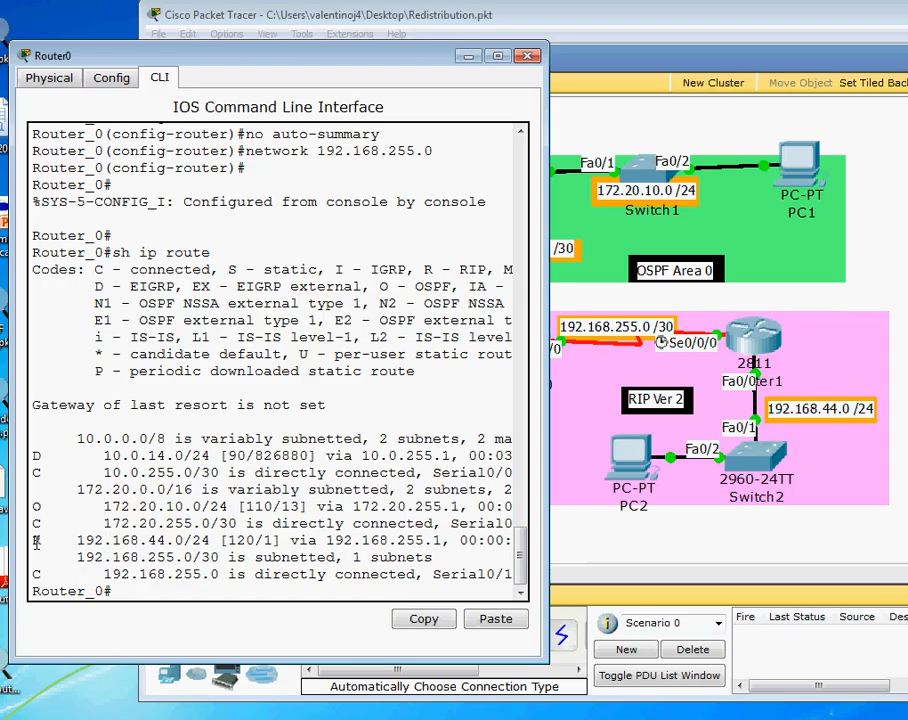 Cisco Packet Tracer - C:\Users\valentinoj4\Desktop\Redistribution.pkt
File Edit Options View Tools Extensions Help
Router0
Physical Config CLI
IOS Command Line Interface
Router_0(config-router)#no auto-summary
Router_0(config-router)#network 192.168.255.0
Router_0(config-router)#
Router_0#
%SYS-5-CONFIG_I: Configured from console by console
Router_0#
Router_0#sh ip route
Codes: C - connected, S - static, I - IGRP, R - RIP, M
D - EIGRP, EX - EIGRP external, O - OSPF, IA -
N1 - OSPF NSSA external type 1, N2 - OSPF NSSA
E1 - OSPF external type 1, E2 - OSPF external t
i - IS-IS, L1 - IS-IS level-1, L2 - IS-IS level
* - candidate default, U - per-user static rout
P - periodic downloaded static route
Gateway of last resort is not set
10.0.0.0/8 is variably subnetted, 2 subnets, 2 ma
D 10.0.14.0/24 [90/826880] via 10.0.255.1, 00:03
C 10.0.255.0/30 is directly connected, Serial0/0
172.20.0.0/16 is variably subnetted, 2 subnets, 2
O 172.20.10.0/24 [110/13] via 172.20.255.1, 00:0
C 172.20.255.0/30 is directly connected, Serial0
R 192.168.44.0/24 [120/1] via 192.168.255.1, 00:00:
192.168.255.0/30 is subnetted, 1 subnets
C 192.168.255.0 is directly connected, Serial0/1
Router_0#
Copy Paste
New Cluster Move Object Set Tiled Back
Fa0/1 Fa0/2
172.20.10.0 /24
Switch1
PC-PT
PC1
/30
OSPF Area 0
192.168.255.0 /30
/0 Se0/0/0
2811
Fa0/0 ter1
RIP Ver 2
192.168.44.0 /24
Fa0/1
Fa0/2
2960-24TT
Switch2
PC-PT
PC2
Scenario 0
New Delete
Toggle PDU List Window
Fire Last Status Source Des
Automatically Choose Connection Type